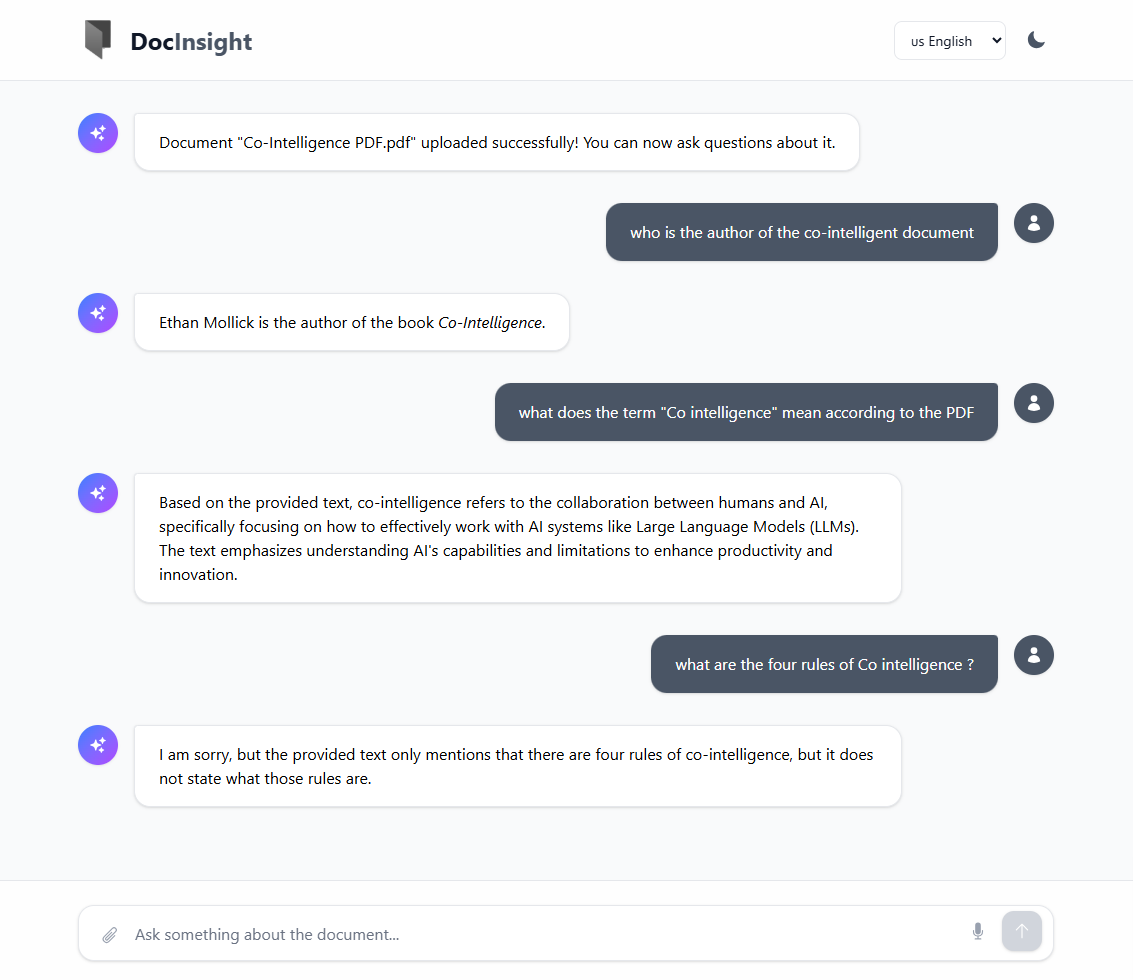 DocInsight
us English
Document "Co-Intelligence PDF.pdf" uploaded successfully! You can now ask questions about it.
who is the author of the co-intelligent document
Ethan Mollick is the author of the book Co-Intelligence.
what does the term "Co intelligence" mean according to the PDF
Based on the provided text, co-intelligence refers to the collaboration between humans and AI,
specifically focusing on how to effectively work with AI systems like Large Language Models (LLMs).
The text emphasizes understanding AI's capabilities and limitations to enhance productivity and
innovation.
what are the four rules of Co intelligence ?
I am sorry, but the provided text only mentions that there are four rules of co-intelligence, but it does
not state what those rules are.
Ask something about the document...